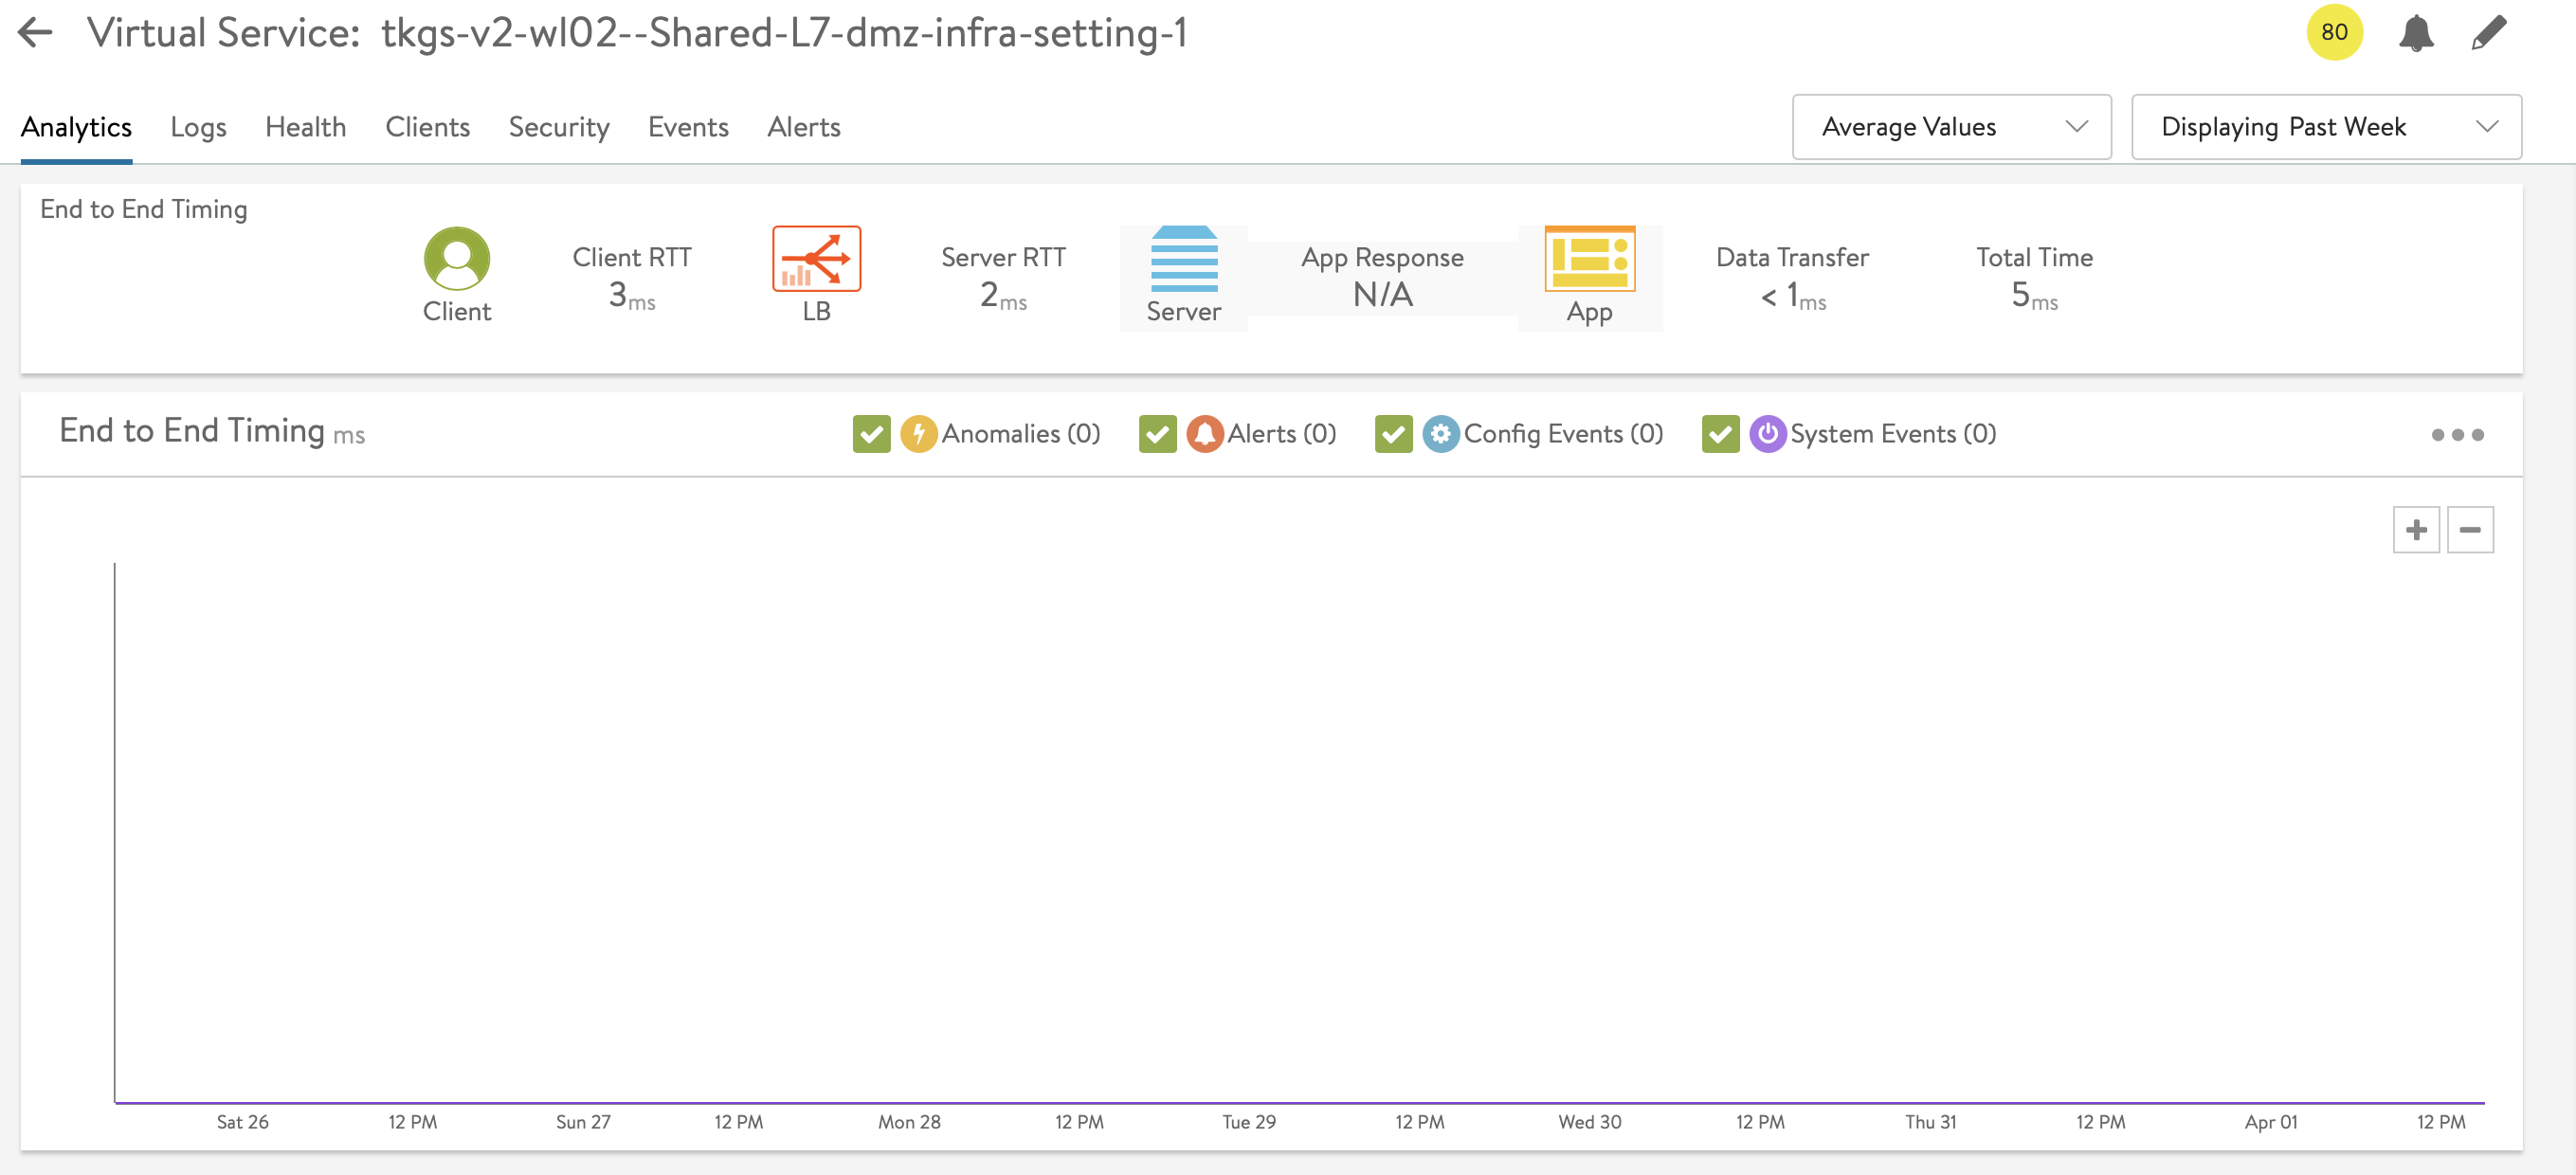 Virtual Service: tkgs-v2-wl02--Shared-L7-dmz-infra-setting-1
80
Analytics Logs Health Clients Security Events Alerts
Average Values
Displaying Past Week
End to End Timing
Client
Client RTT
3ms
LB
Server RTT
2ms
Server
App Response
N/A
App
Data Transfer
< 1ms
Total Time
5ms
End to End Timing ms
Anomalies (0) Alerts (0) Config Events (0) System Events (0)
Sat 26 12 PM Sun 27 12 PM Mon 28 12 PM Tue 29 12 PM Wed 30 12 PM Thu 31 12 PM Apr 01 12 PM